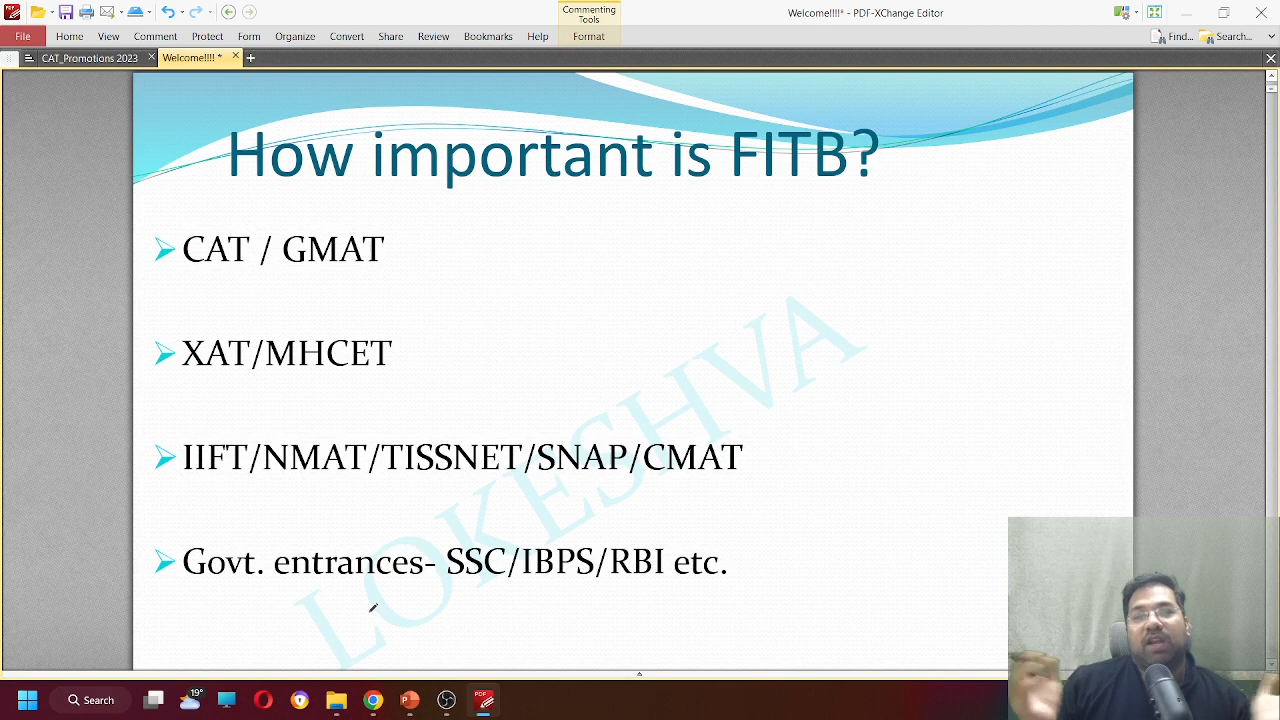 Commenting Tools
Welcome!!!!* - PDF-XChange Editor
File Home View Comment Protect Form Organize Convert Share Review Bookmarks Help Format Find... Search...
CAT_Promotions 2023 Welcome!!!! *
How important is FITB?
CAT / GMAT
XAT/MHCET
IIFT/NMAT/TISSNET/SNAP/CMAT
Govt. entrances- SSC/IBPS/RBI etc.
LOKESHVA
19°
Search
PDF